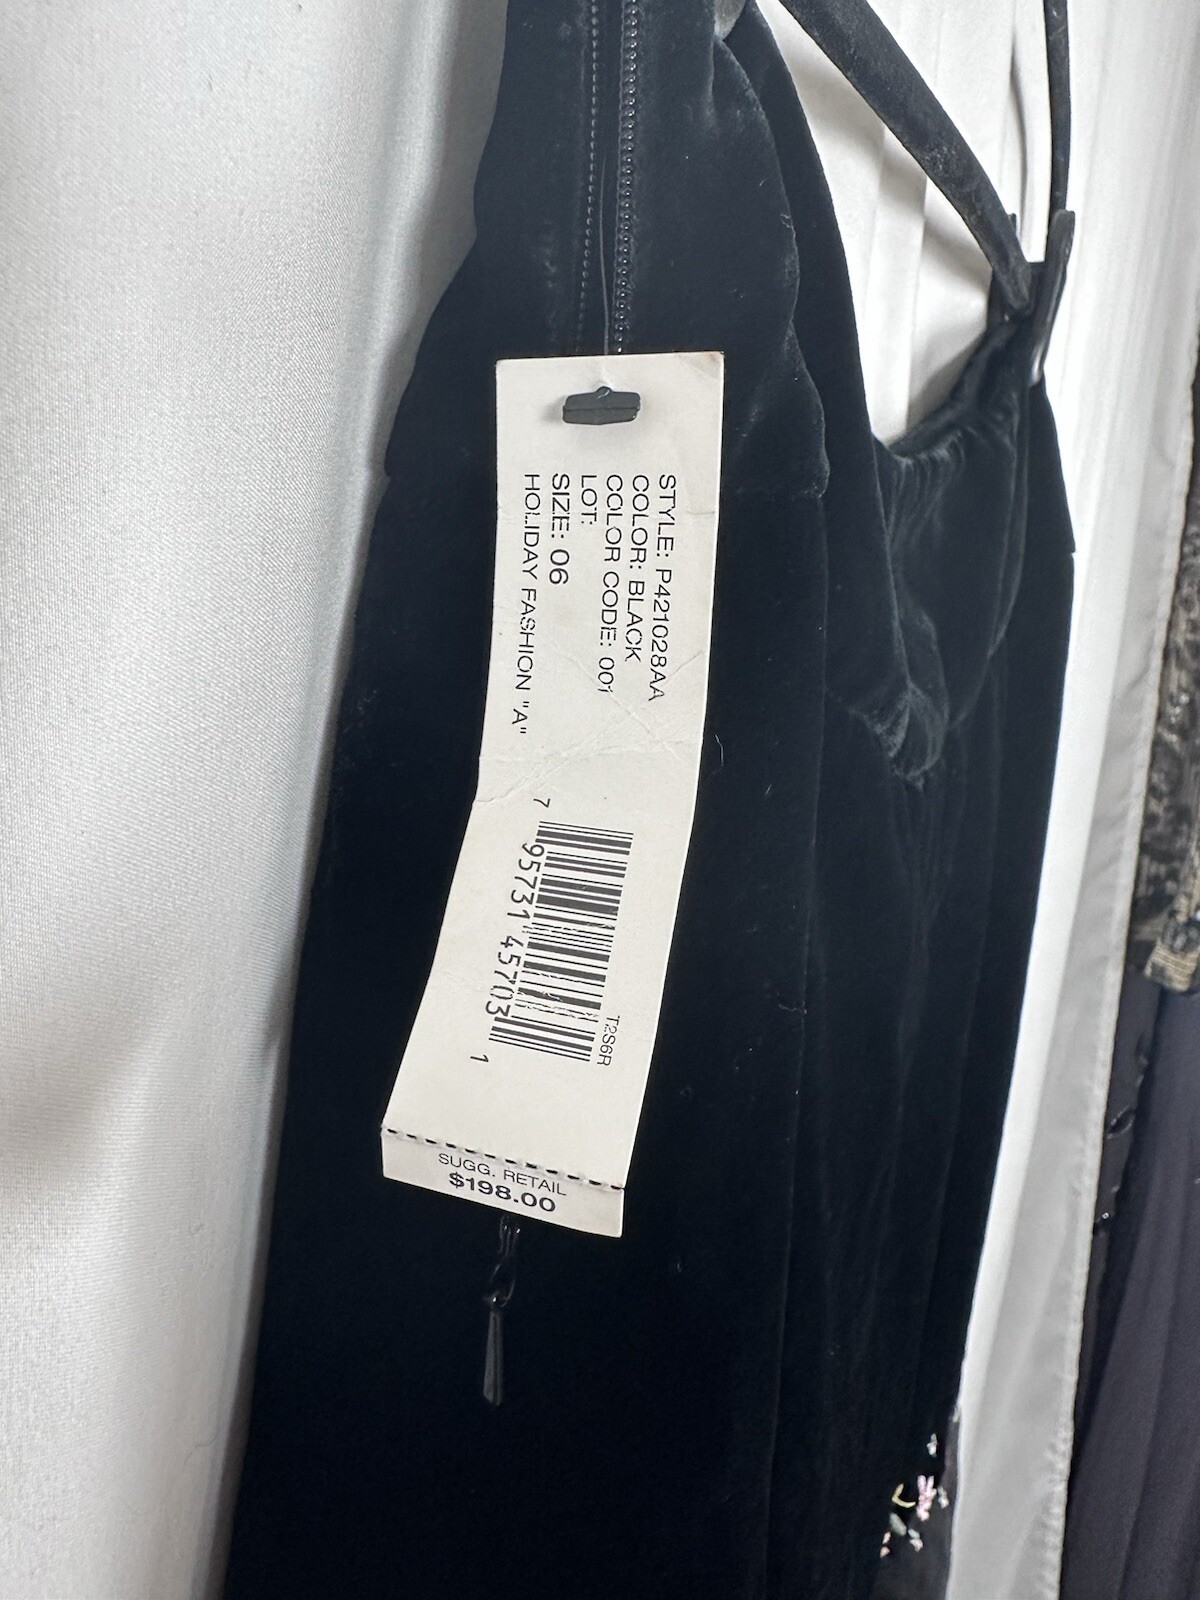 STYLE: P421028AA
COLOR: BLACK
COLOR CODE: 001
LOT:
SIZE: 06
HOLIDAY FASHION "A"
T2S6R
7 95731 45703 1
SUGG. RETAIL
$198.00